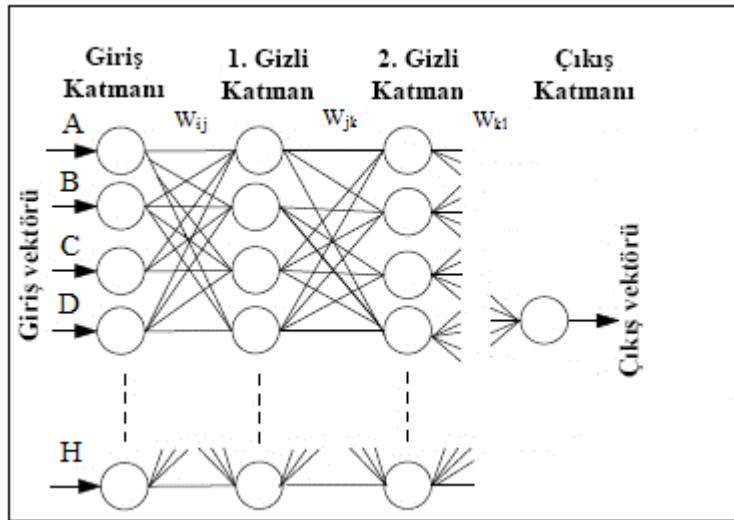 Giriş Katmanı
1. Gizli Katman
2. Gizli Katman
Çıkış Katmanı
Wij
Wjk
Wkl
A
B
C
D
H
Giriş vektörü
Çıkış vektörü